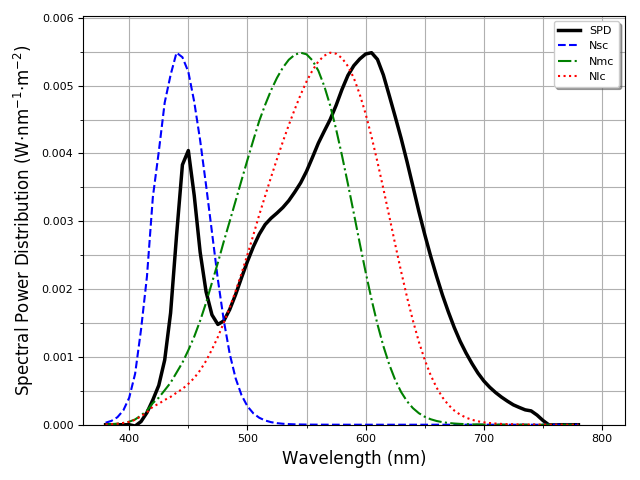 0.006
0.005
0.004
0.003
0.002
0.001
0.000
Spectral Power Distribution (W·nm⁻¹·m⁻²)
SPD
Nsc
Nmc
Nlc
400 500 600 700 800
Wavelength (nm)